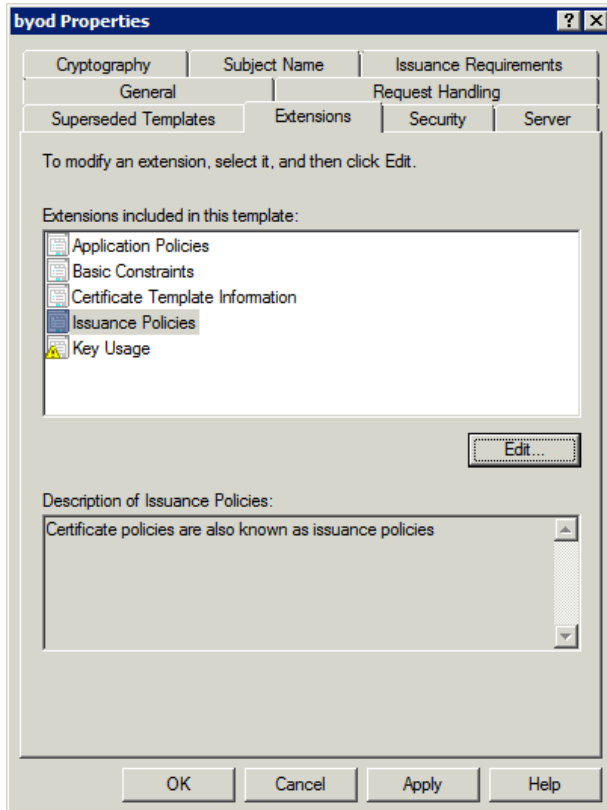 byod Properties
Cryptography Subject Name Issuance Requirements
General Request Handling
Superseded Templates Extensions Security Server
To modify an extension, select it, and then click Edit.
Extensions included in this template:
Application Policies
Basic Constraints
Certificate Template Information
Issuance Policies
Key Usage
Edit...
Description of Issuance Policies:
Certificate policies are also known as issuance policies
OK Cancel Apply Help